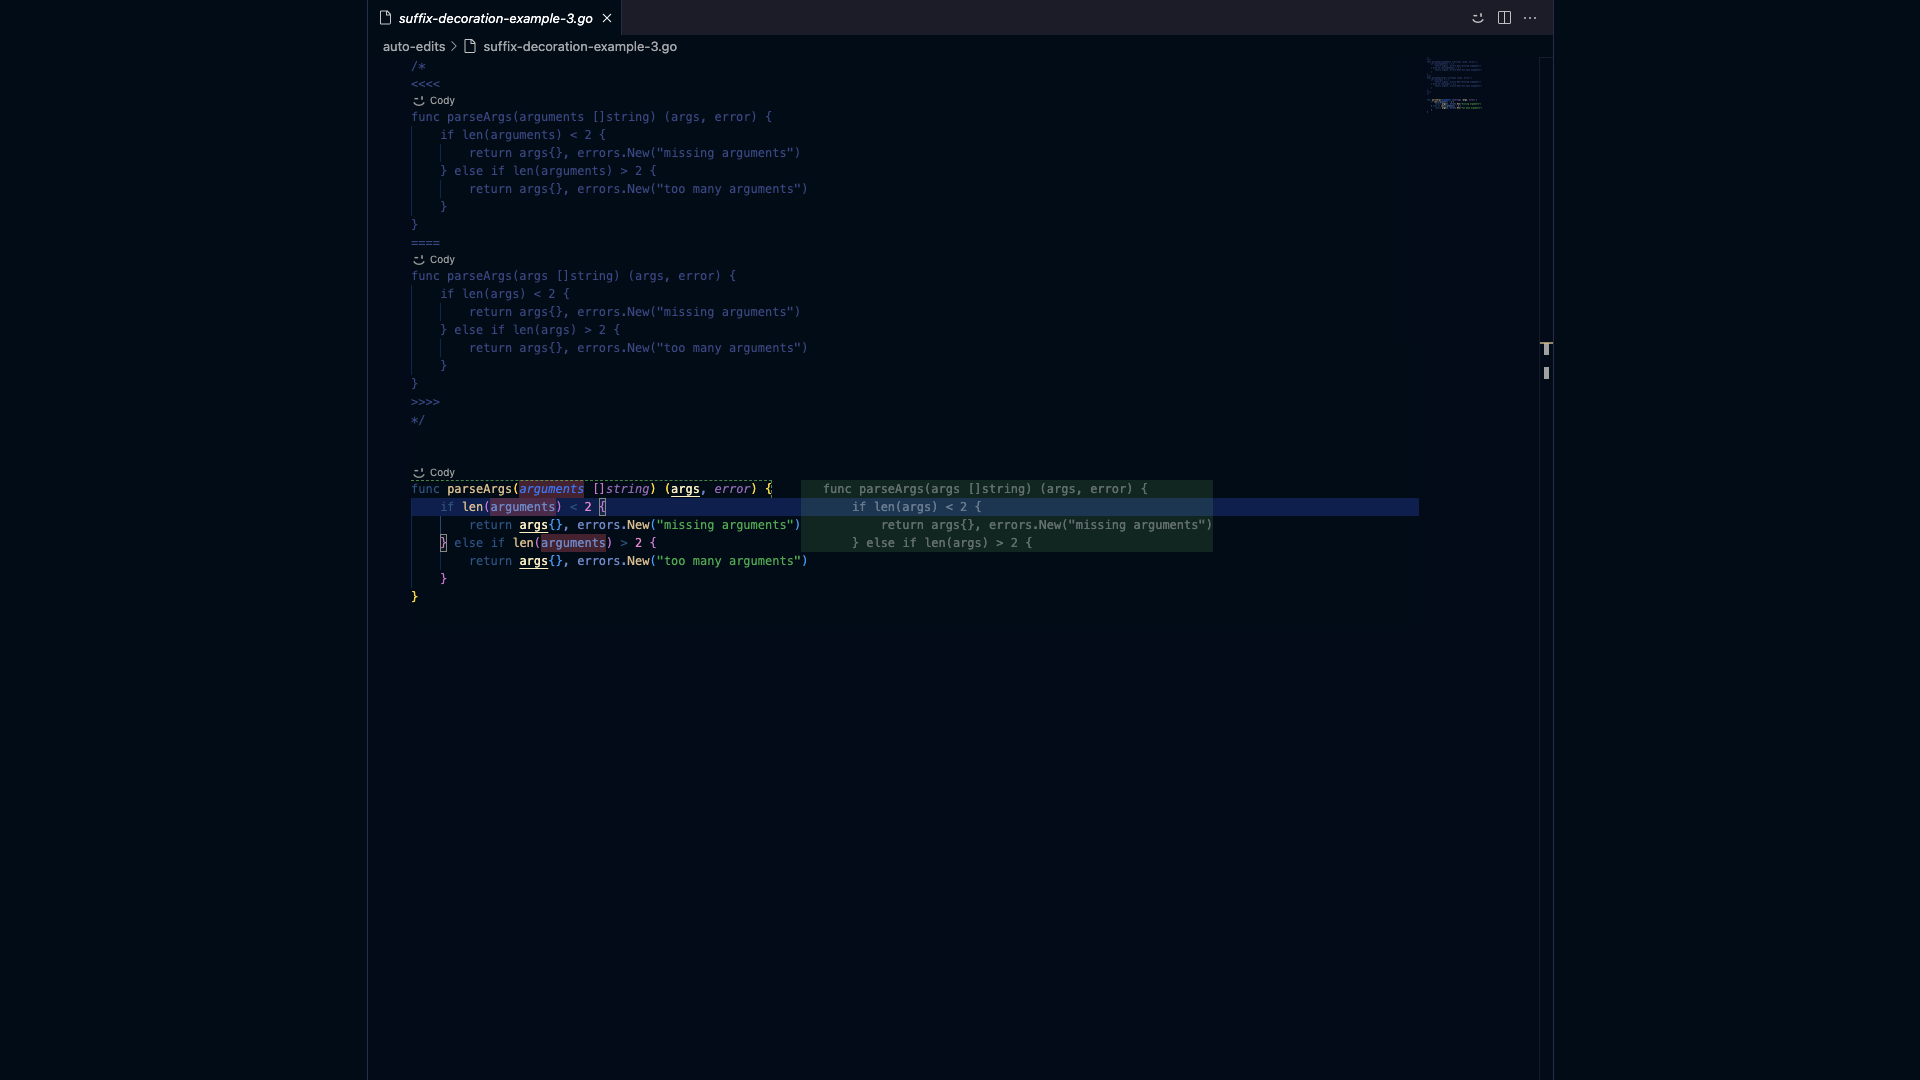 suffix-decoration-example-3.go
auto-edits > suffix-decoration-example-3.go
/*
<<<<
Cody
func parseArgs(arguments []string) (args, error) {
    if len(arguments) < 2 {
        return args{}, errors.New("missing arguments")
    } else if len(arguments) > 2 {
        return args{}, errors.New("too many arguments")
    }
}
====
Cody
func parseArgs(args []string) (args, error) {
    if len(args) < 2 {
        return args{}, errors.New("missing arguments")
    } else if len(args) > 2 {
        return args{}, errors.New("too many arguments")
    }
}
>>>>
*/
Cody
func parseArgs(arguments []string) (args, error) {    func parseArgs(args []string) (args, error) {
    if len(arguments) < 2 {    if len(args) < 2 {
        return args{}, errors.New("missing arguments")    return args{}, errors.New("missing arguments")
    } else if len(arguments) > 2 {    } else if len(args) > 2 {
        return args{}, errors.New("too many arguments")
    }
}